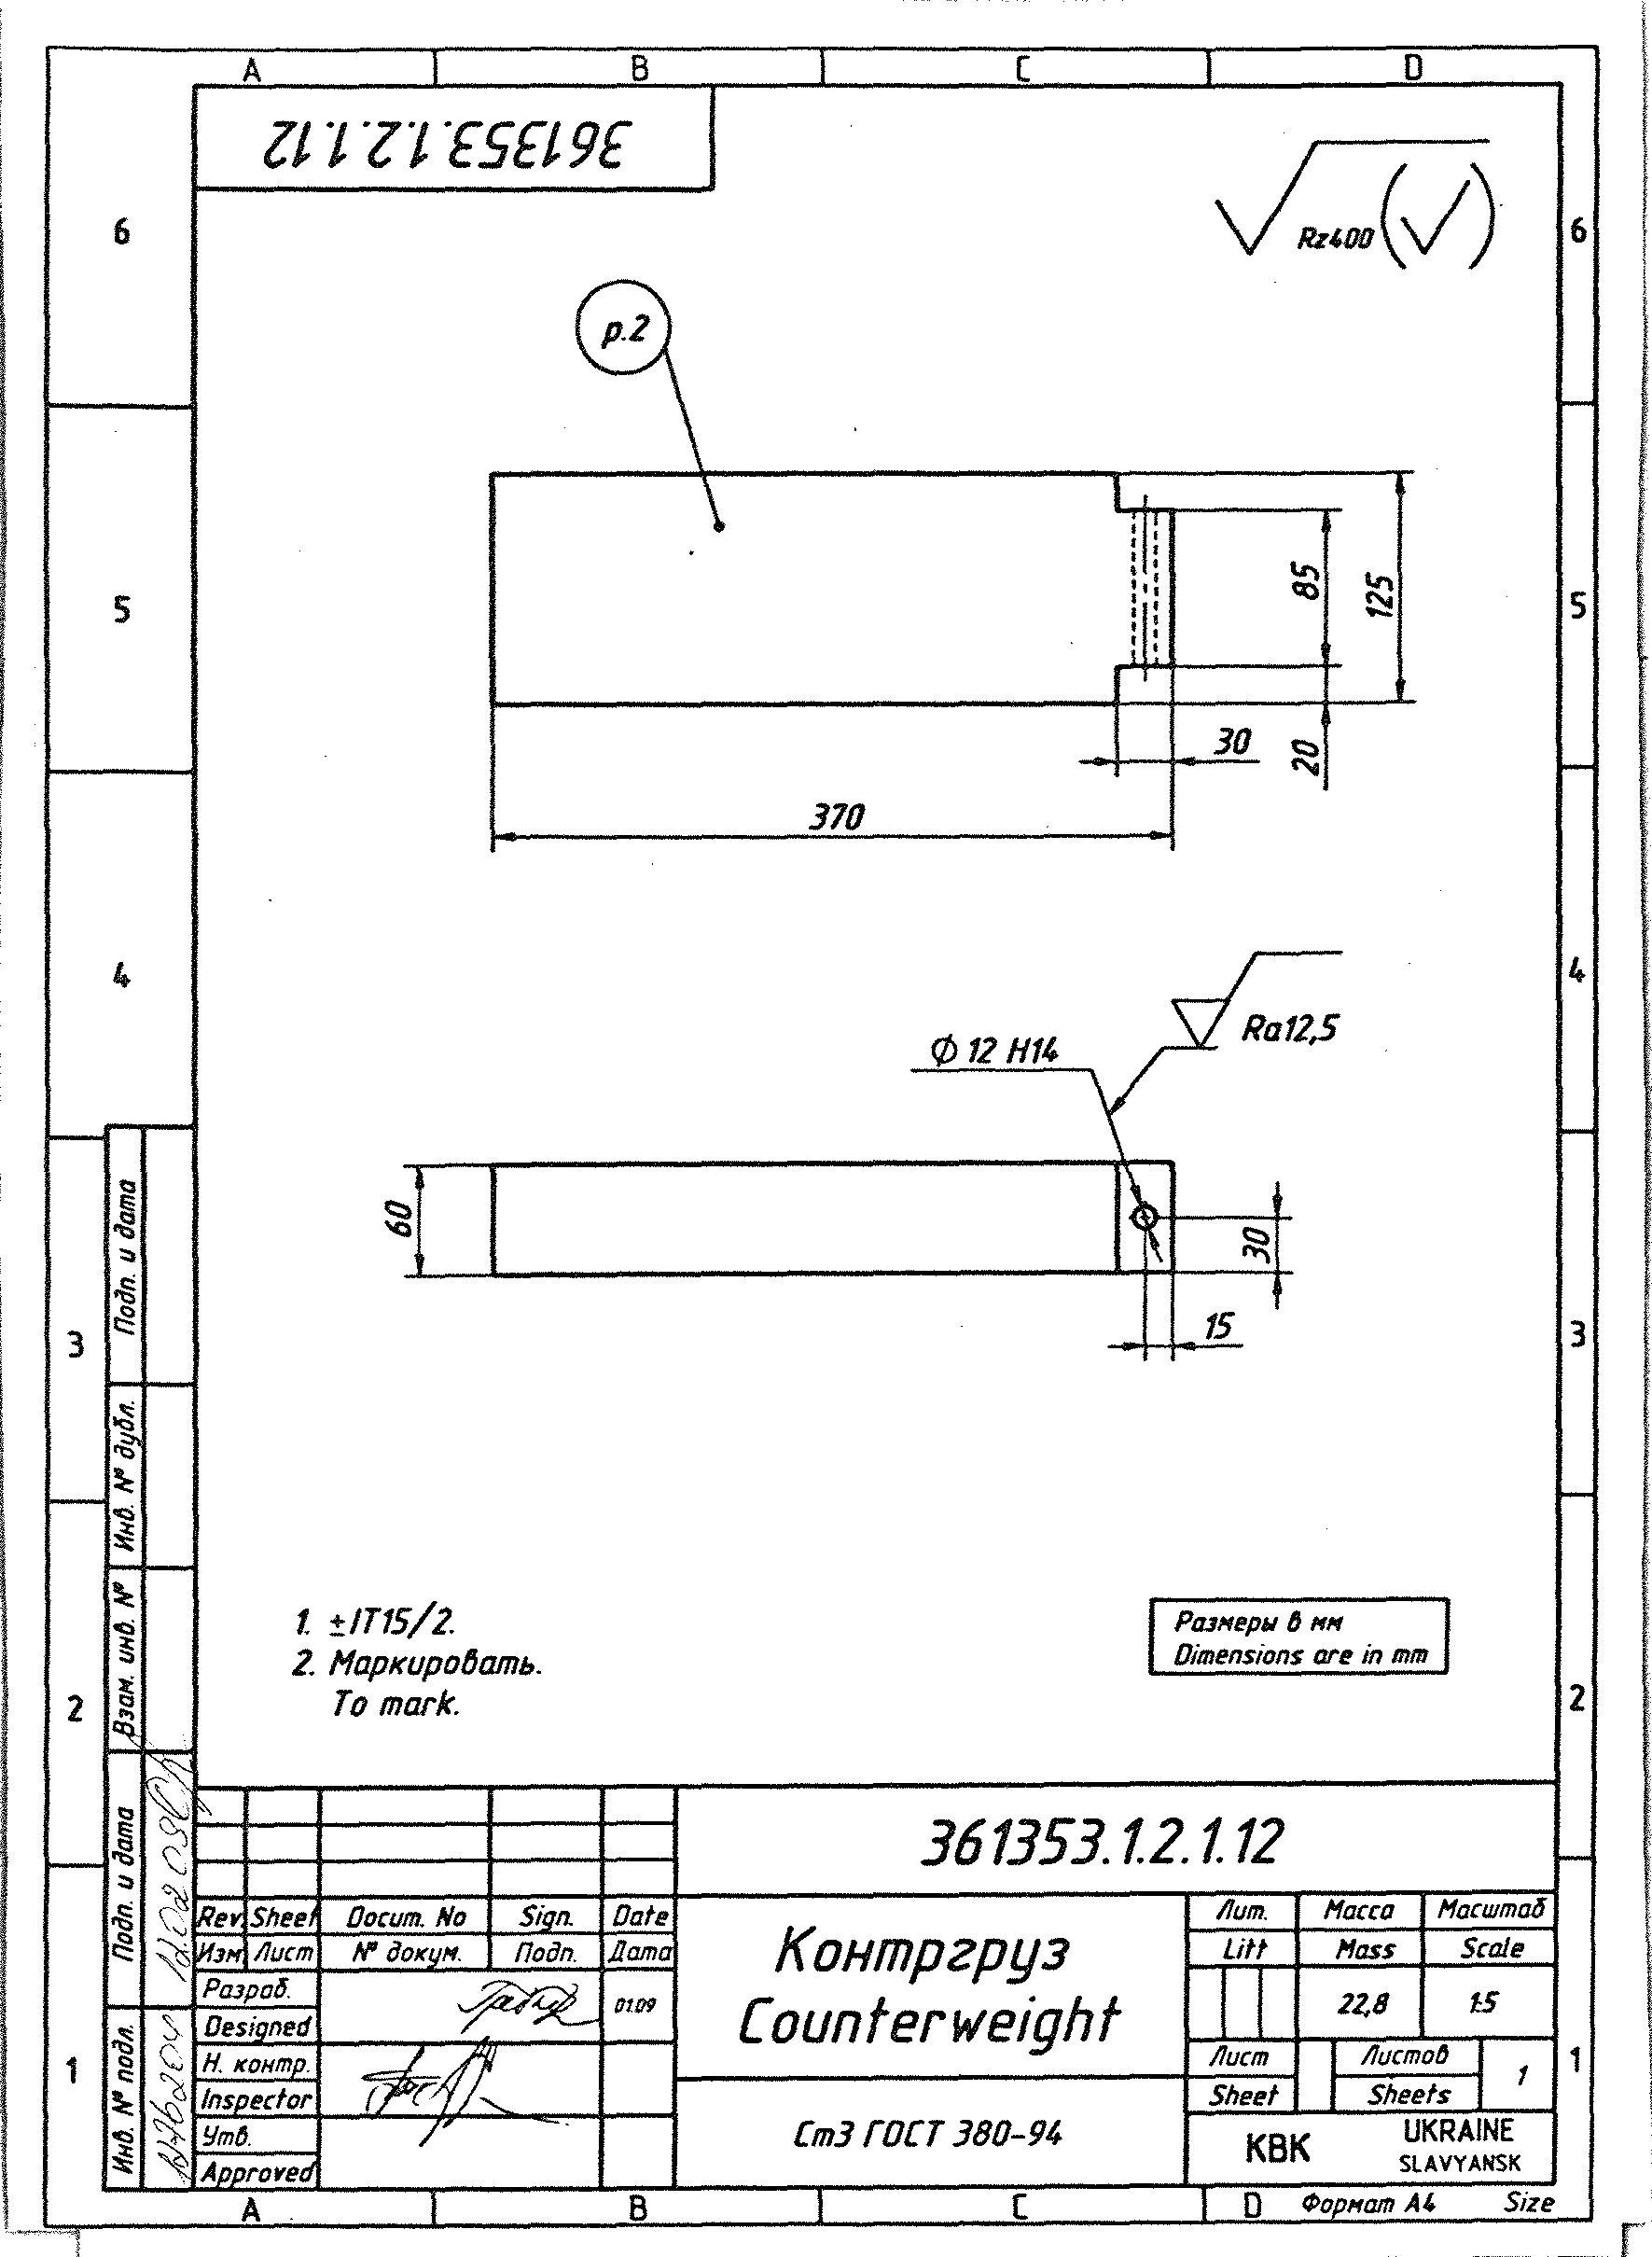 A B C D
361353.1.2.1.12
6 6
Rz400
p.2
5 5
85
125
30
20
370
4 4
Ra12,5
Φ 12 H14
60
30
15
3 3
Подп. и дата
Инв. № дубл.
Взам. инв. №
Подп. и дата
Инв. № подл.
1. ±IT15/2.
2. Маркировать.
To mark.
Размеры в мм
Dimensions are in mm
2 2
361353.1.2.1.12
Rev. Sheet Docum. No Sign. Date
Изм Лист № докум. Подп. Дата
Разраб.
Designed
01.09
Н. контр.
Inspector
Утв.
Approved
Контргруз
Counterweight
Ст3 ГОСТ 380-94
Лит. Масса Масштаб
Litt Mass Scale
22,8 1:5
Лист Листов
Sheet Sheets
1
KBK UKRAINE
SLAVYANSK
1 1
A B C D
Формат A4 Size